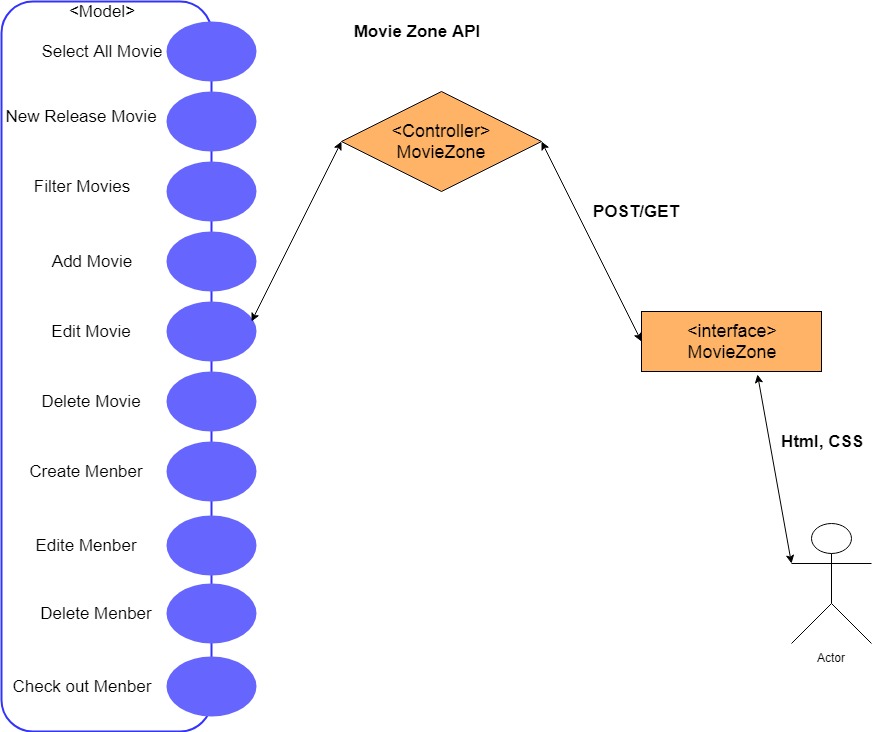 <Model>
Movie Zone API
Select All Movie
New Release Movie
<Controller>
MovieZone
Filter Movies
POST/GET
Add Movie
Edit Movie
<interface>
MovieZone
Delete Movie
Html, CSS
Create Menber
Edite Menber
Delete Menber
Actor
Check out Menber